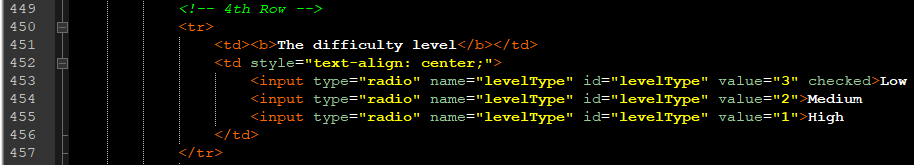 449 <!-- 4th Row -->
450 <tr>
451 <td><b>The difficulty level</b></td>
452 <td style="text-align: center;">
453 <input type="radio" name="levelType" id="levelType" value="3" checked>Low
454 <input type="radio" name="levelType" id="levelType" value="2">Medium
455 <input type="radio" name="levelType" id="levelType" value="1">High
456 </td>
457 </tr>